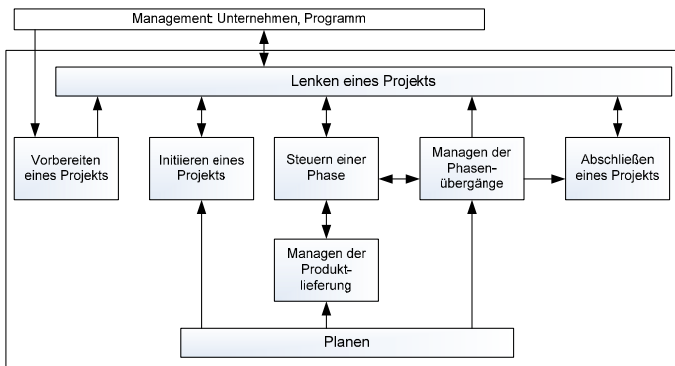 Management: Unternehmen, Programm
Lenken eines Projekts
Vorbereiten
eines Projekts
Initiieren eines
Projekts
Steuern einer
Phase
Managen der
Phasen-
übergänge
Abschließen
eines Projekts
Managen der
Produkt-
lieferung
Planen